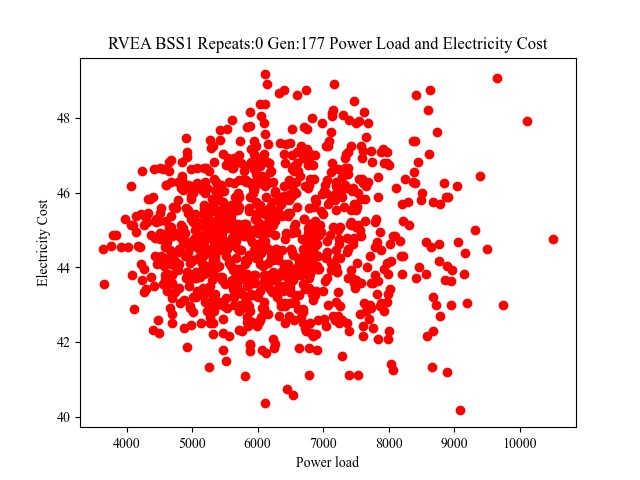 RVEA BSS1 Repeats:0 Gen:177 Power Load and Electricity Cost
48
46
44
42
40
Electricity Cost
4000 5000 6000 7000 8000 9000 10000
Power load